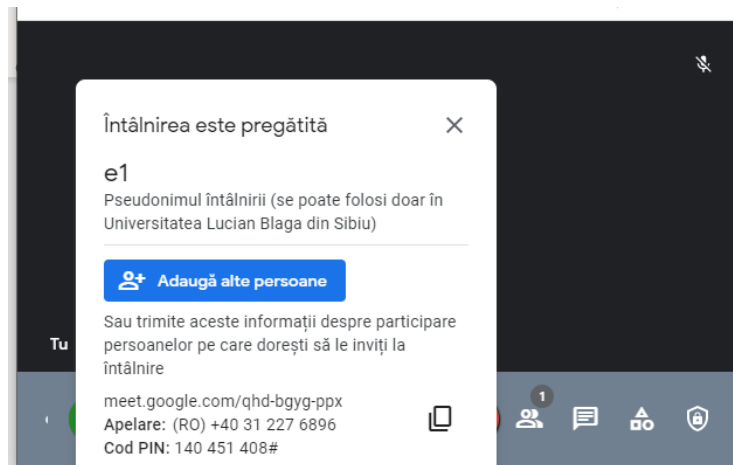 Întâlnirea este pregătită
e1
Pseudonimul întâlnirii (se poate folosi doar în
Universitatea Lucian Blaga din Sibiu)
Adaugă alte persoane
Sau trimite aceste informații despre participare
Tu
persoanelor pe care dorești să le inviți la
întâlnire
meet.google.com/qhd-bgyg-ppx
1
Apelare: (RO) +40 31 227 6896
Cod PIN: 140 451 408#